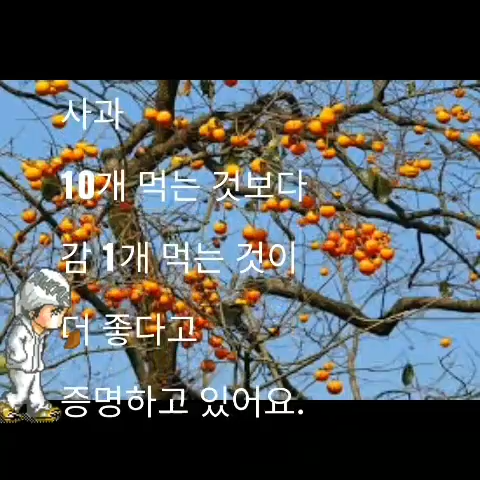 사과
10개 먹는 것보다
감 1개 먹는 것이
더 좋다고
증명하고 있어요.